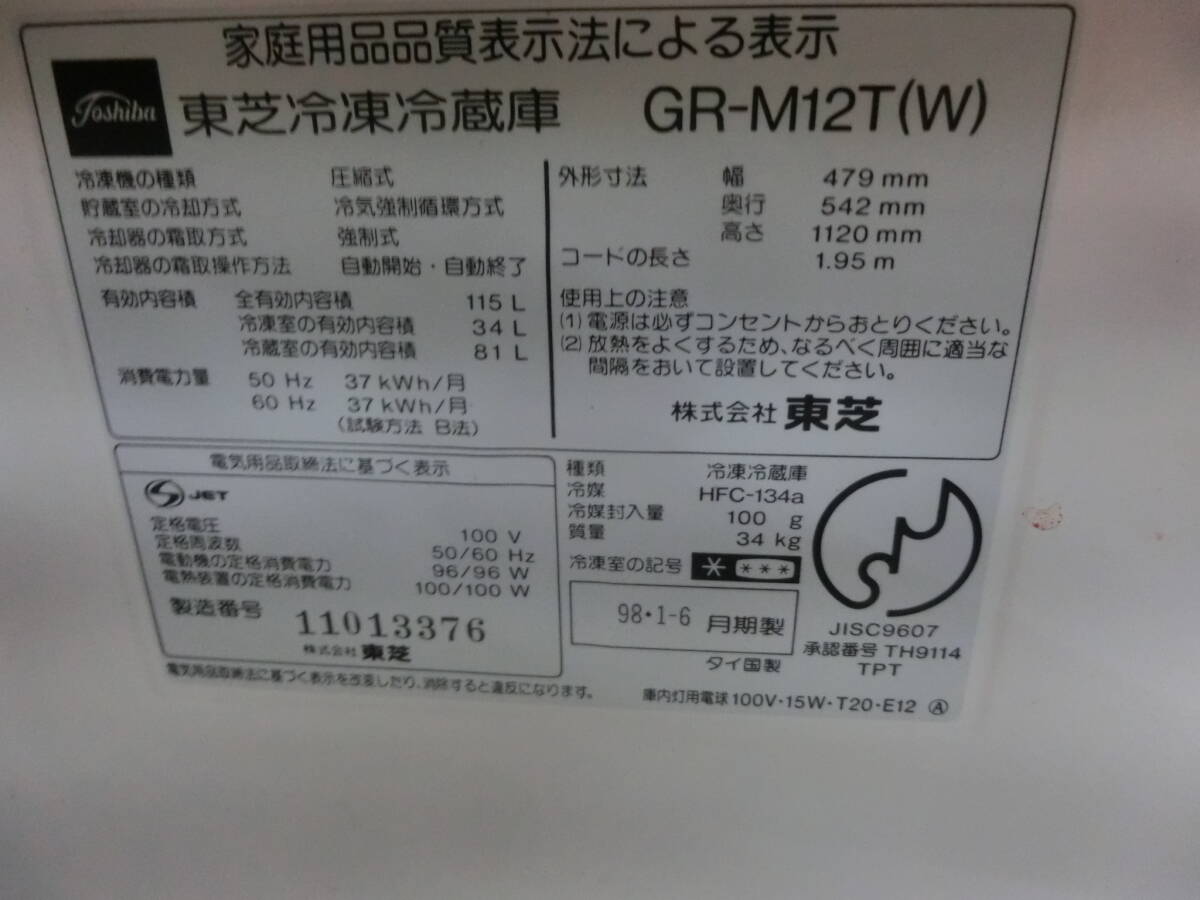 家庭用品品質表示法による表示
Toshiba 東芝冷凍冷蔵庫 GR-M12T(W)
冷凍機の種類 圧縮式
貯蔵室の冷却方式 冷気強制循環方式
冷却器の霜取方式 強制式
冷却器の霜取操作方法 自動開始・自動終了
有効内容積 全有効内容積 115 L
冷凍室の有効内容積 34 L
冷蔵室の有効内容積 81 L
消費電力量 50 Hz 37 kWh/月
60 Hz 37 kWh/月
(試験方法 B法)
外形寸法 幅 479 mm
奥行 542 mm
高さ 1120 mm
コードの長さ 1.95 m
使用上の注意
(1) 電源は必ずコンセントからおとりください。
(2) 放熱をよくするため、なるべく周囲に適当な
間隔をおいて設置してください。
株式会社 東芝
電気用品取締法に基づく表示
JET
定格電圧 100 V
定格周波数 50/60 Hz
電動機の定格消費電力 96/96 W
電熱装置の定格消費電力 100/100 W
製造番号 11013376
株式会社 東芝
電気用品取締法に基づく表示を改変したり、消除すると違反になります。
種類 冷凍冷蔵庫
冷媒 HFC-134a
冷媒封入量 100 g
質量 34 kg
冷凍室の記号 * ***
98・1-6 月期製
タイ国製
JISC9607
承認番号 TH9114
TPT
庫内灯用電球 100V・15W・T20・E12 Ⓐ